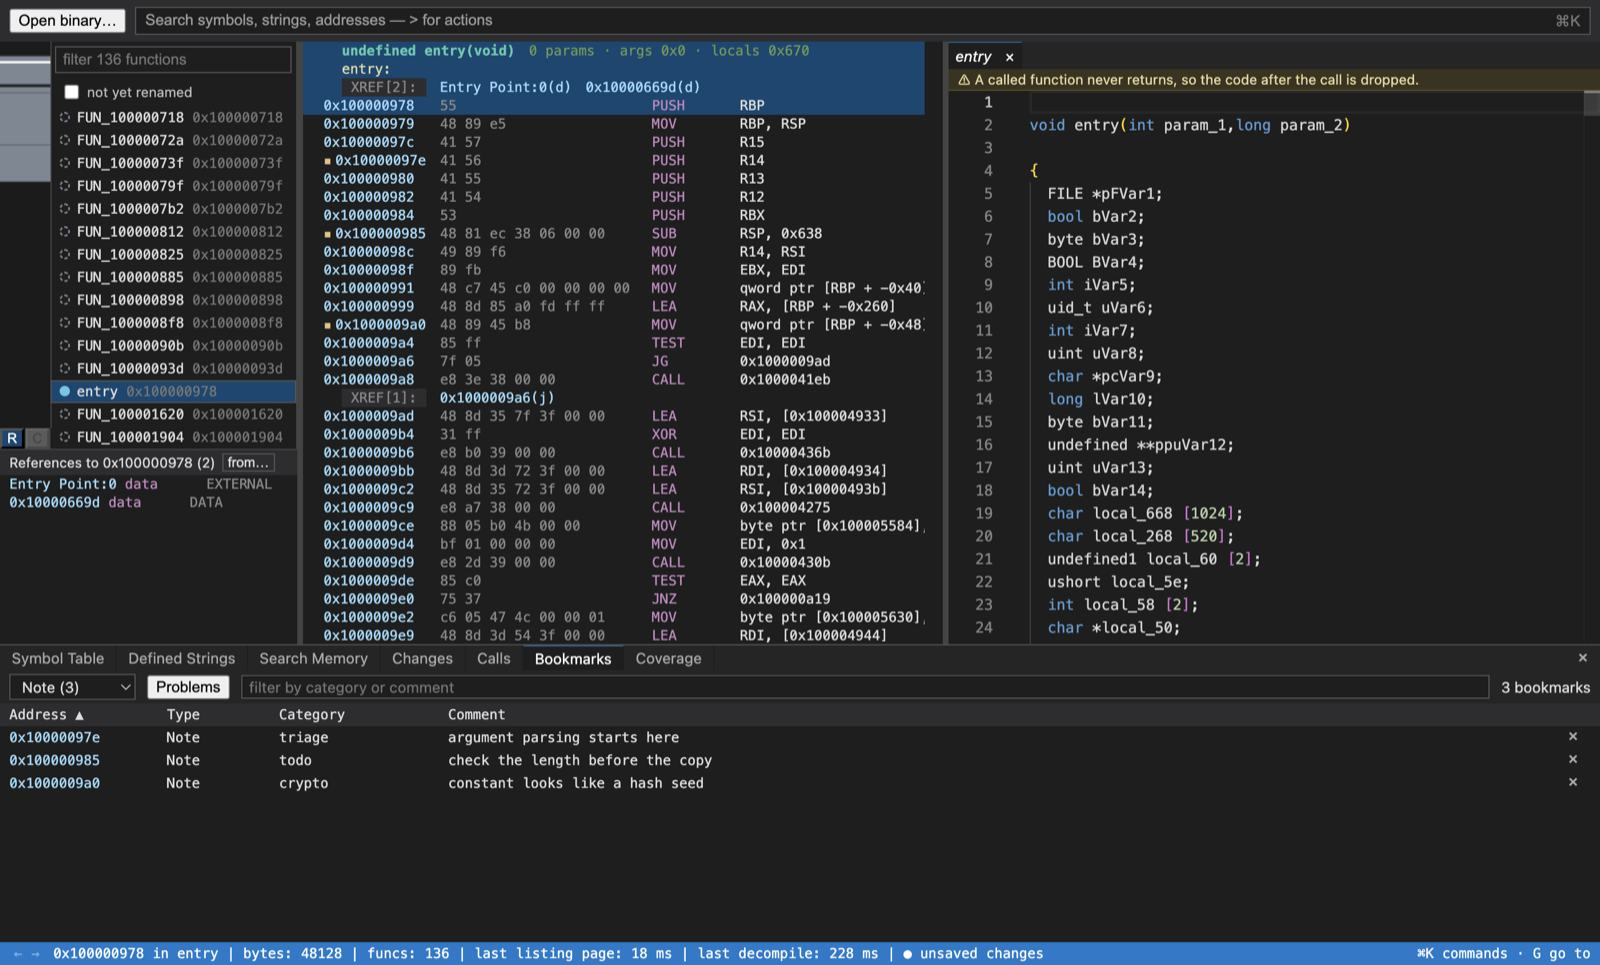 Open binary…
Search symbols, strings, addresses — > for actions
⌘K
filter 136 functions
not yet renamed
FUN_100000718 0x100000718
FUN_10000072a 0x10000072a
FUN_10000073f 0x10000073f
FUN_10000079f 0x10000079f
FUN_1000007b2 0x1000007b2
FUN_100000812 0x100000812
FUN_100000825 0x100000825
FUN_100000885 0x100000885
FUN_100000898 0x100000898
FUN_1000008f8 0x1000008f8
FUN_10000090b 0x10000090b
FUN_10000093d 0x10000093d
entry 0x100000978
FUN_100001620 0x100001620
FUN_100001904 0x100001904
R C
References to 0x100000978 (2) from…
Entry Point:0 data EXTERNAL
0x10000669d data DATA
undefined entry(void) 0 params · args 0x0 · locals 0x670
entry:
XREF[2]: Entry Point:0(d) 0x10000669d(d)
0x100000978 55 PUSH RBP
0x100000979 48 89 e5 MOV RBP, RSP
0x10000097c 41 57 PUSH R15
0x10000097e 41 56 PUSH R14
0x100000980 41 55 PUSH R13
0x100000982 41 54 PUSH R12
0x100000984 53 PUSH RBX
0x100000985 48 81 ec 38 06 00 00 SUB RSP, 0x638
0x10000098c 49 89 f6 MOV R14, RSI
0x10000098f 89 fb MOV EBX, EDI
0x100000991 48 c7 45 c0 00 00 00 00 MOV qword ptr [RBP + -0x40]
0x100000999 48 8d 85 a0 fd ff ff LEA RAX, [RBP + -0x260]
0x1000009a0 48 89 45 b8 MOV qword ptr [RBP + -0x48]
0x1000009a4 85 ff TEST EDI, EDI
0x1000009a6 7f 05 JG 0x1000009ad
0x1000009a8 e8 3e 38 00 00 CALL 0x1000041eb
XREF[1]: 0x1000009a6(j)
0x1000009ad 48 8d 35 7f 3f 00 00 LEA RSI, [0x100004933]
0x1000009b4 31 ff XOR EDI, EDI
0x1000009b6 e8 b0 39 00 00 CALL 0x10000436b
0x1000009bb 48 8d 3d 72 3f 00 00 LEA RDI, [0x100004934]
0x1000009c2 48 8d 35 72 3f 00 00 LEA RSI, [0x10000493b]
0x1000009c9 e8 a7 38 00 00 CALL 0x100004275
0x1000009ce 88 05 b0 4b 00 00 MOV byte ptr [0x100005584],
0x1000009d4 bf 01 00 00 00 MOV EDI, 0x1
0x1000009d9 e8 2d 39 00 00 CALL 0x10000430b
0x1000009de 85 c0 TEST EAX, EAX
0x1000009e0 75 37 JNZ 0x100000a19
0x1000009e2 c6 05 47 4c 00 00 01 MOV byte ptr [0x100005630],
0x1000009e9 48 8d 3d 54 3f 00 00 LEA RDI, [0x100004944]
entry ×
⚠ A called function never returns, so the code after the call is dropped.
1
2 void entry(int param_1,long param_2)
3
4 {
5 FILE *pFVar1;
6 bool bVar2;
7 byte bVar3;
8 BOOL BVar4;
9 int iVar5;
10 uid_t uVar6;
11 int iVar7;
12 uint uVar8;
13 char *pcVar9;
14 long lVar10;
15 byte bVar11;
16 undefined **ppuVar12;
17 uint uVar13;
18 bool bVar14;
19 char local_668 [1024];
20 char local_268 [520];
21 undefined1 local_60 [2];
22 ushort local_5e;
23 int local_58 [2];
24 char *local_50;
Symbol Table Defined Strings Search Memory Changes Calls Bookmarks Coverage ×
Note (3) Problems filter by category or comment 3 bookmarks
Address ▲ Type Category Comment
0x10000097e Note triage argument parsing starts here ×
0x100000985 Note todo check the length before the copy ×
0x1000009a0 Note crypto constant looks like a hash seed ×
← → 0x100000978 in entry | bytes: 48128 | funcs: 136 | last listing page: 18 ms | last decompile: 228 ms | ● unsaved changes ⌘K commands · G go to